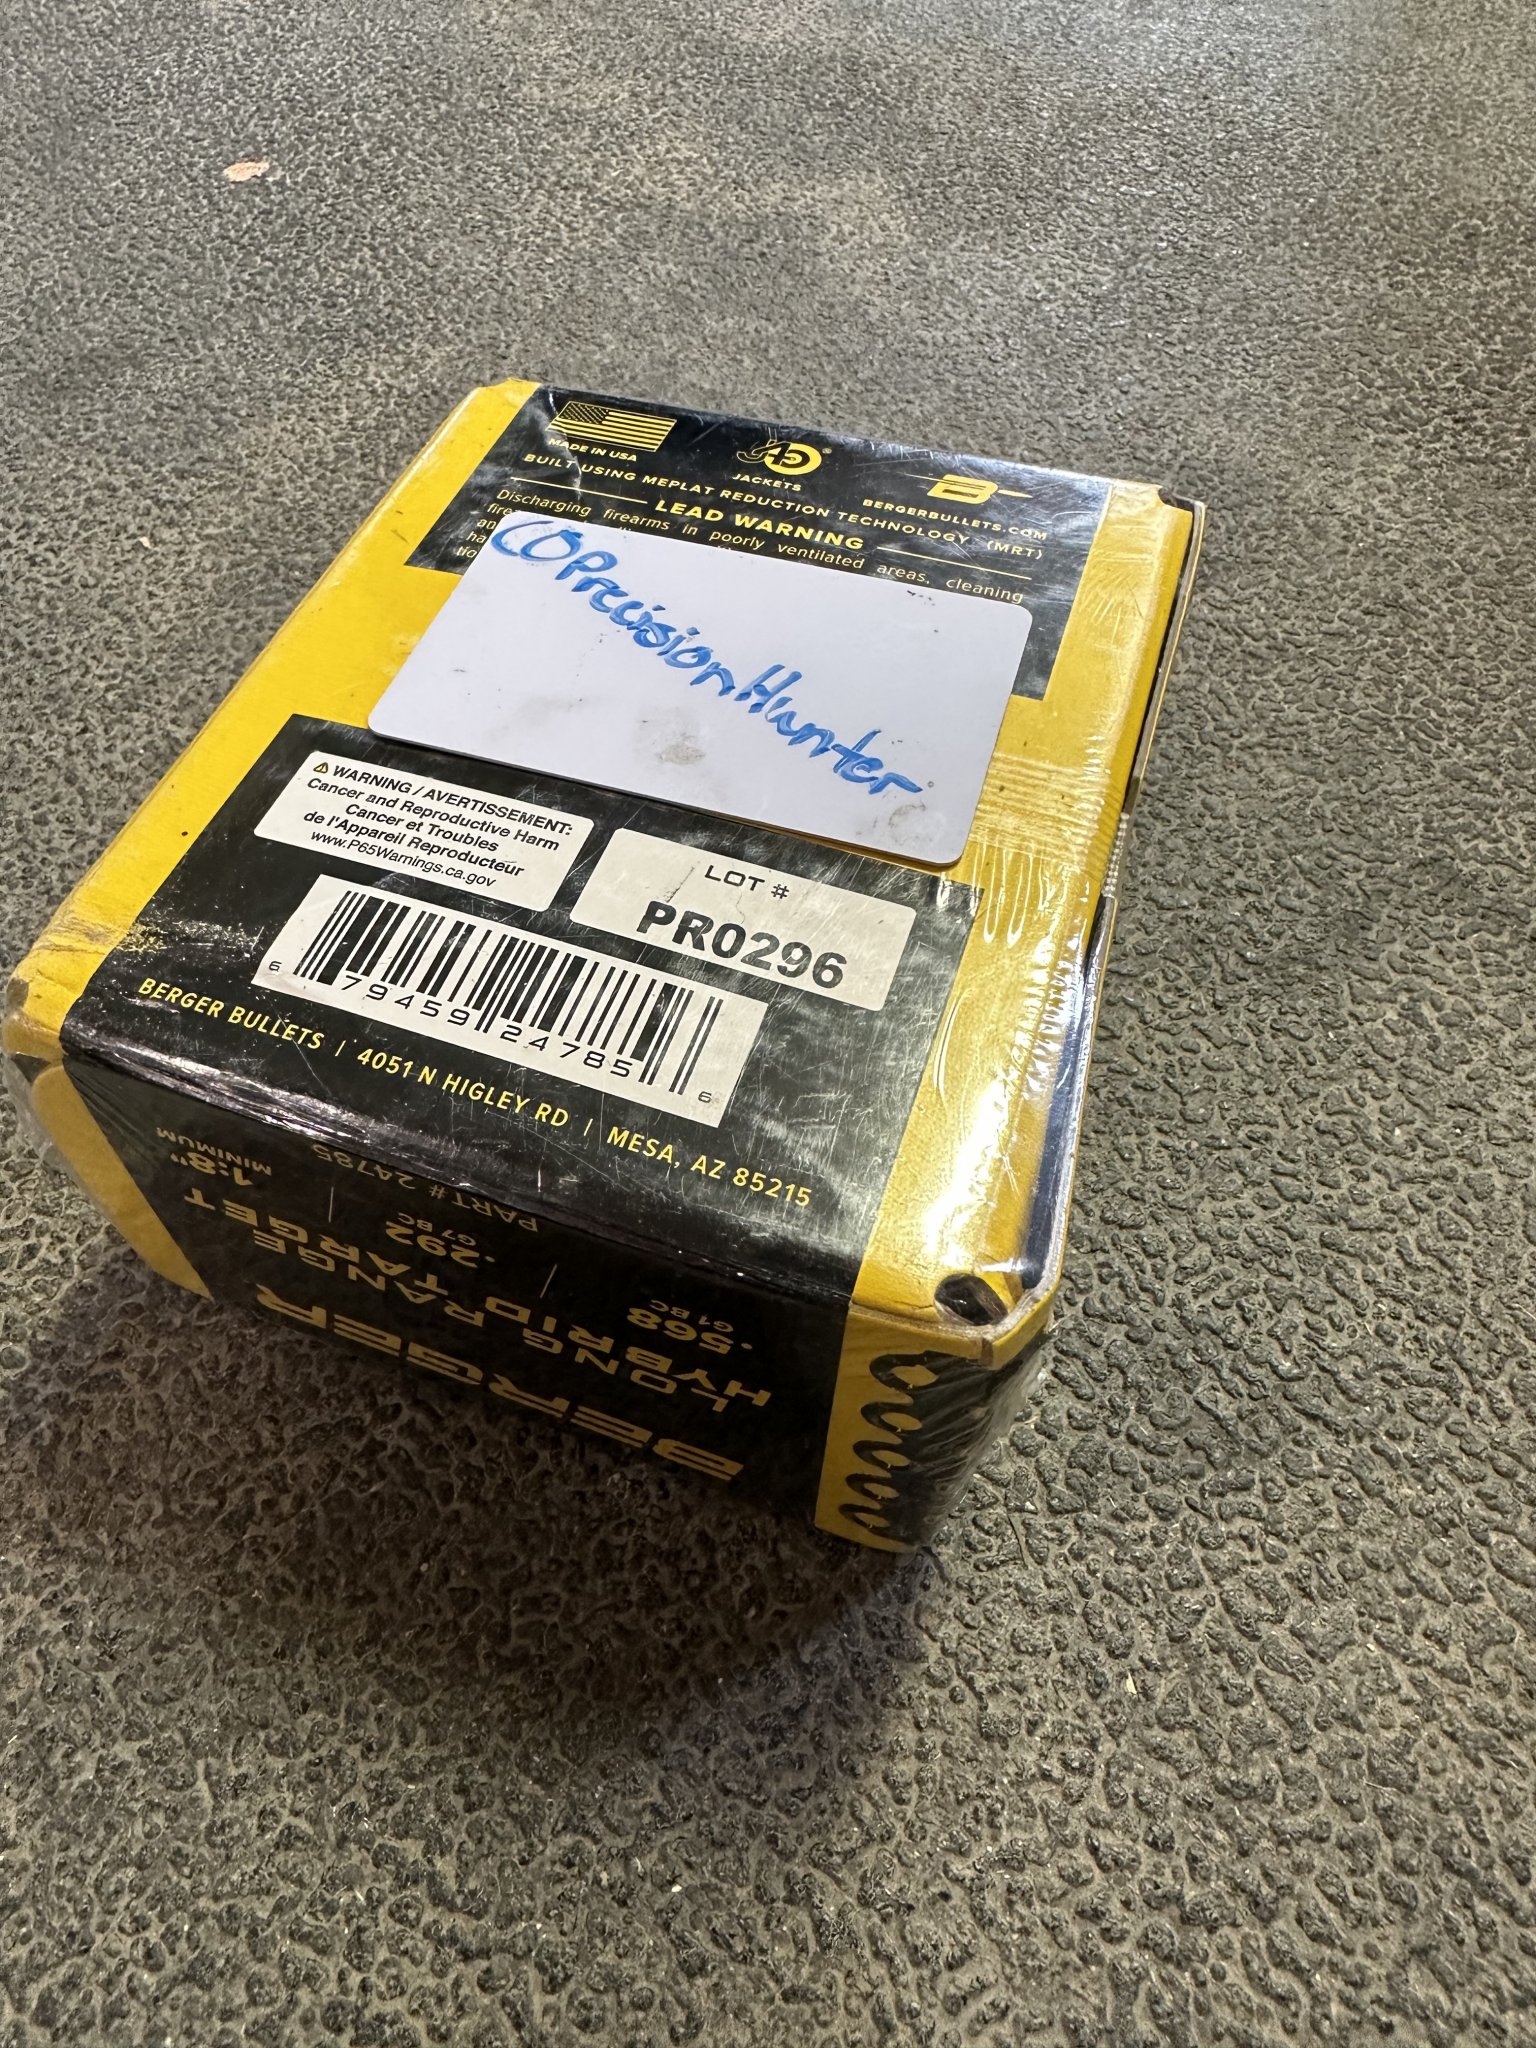 MADE IN USA
J4
JACKETS
BERGERBULLETS.COM
BUILT USING MEPLAT REDUCTION TECHNOLOGY (MRT)
LEAD WARNING
Discharging firearms in poorly ventilated areas, cleaning
COPrecisionHunter
WARNING / AVERTISSEMENT:
Cancer and Reproductive Harm
Cancer et Troubles
de l'Appareil Reproducteur
www.P65Warnings.ca.gov
LOT #
PR0296
6 79459 24785 6
BERGER BULLETS | 4051 N HIGLEY RD | MESA, AZ 85215
BERGER
LONG RANGE
HYBRID TARGET
.568 | .292 | 1:8"
G1 BC G7 BC MINIMUM
PART# 24785